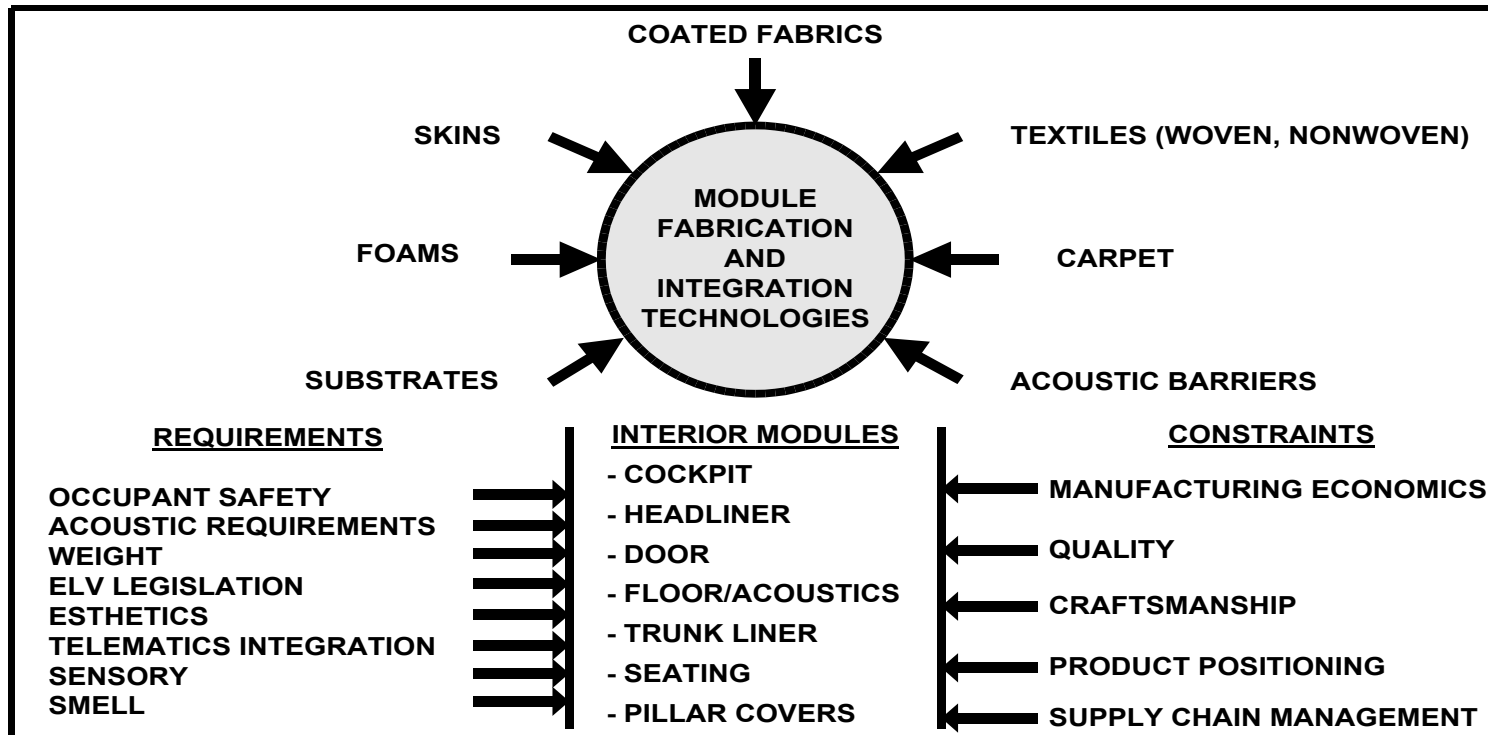 COATED FABRICS
SKINS
TEXTILES (WOVEN, NONWOVEN)
MODULE
FABRICATION
AND
INTEGRATION
TECHNOLOGIES
FOAMS
CARPET
SUBSTRATES
ACOUSTIC BARRIERS
REQUIREMENTS
OCCUPANT SAFETY
ACOUSTIC REQUIREMENTS
WEIGHT
ELV LEGISLATION
ESTHETICS
TELEMATICS INTEGRATION
SENSORY
SMELL
INTERIOR MODULES
- COCKPIT
- HEADLINER
- DOOR
- FLOOR/ACOUSTICS
- TRUNK LINER
- SEATING
- PILLAR COVERS
CONSTRAINTS
MANUFACTURING ECONOMICS
QUALITY
CRAFTSMANSHIP
PRODUCT POSITIONING
SUPPLY CHAIN MANAGEMENT